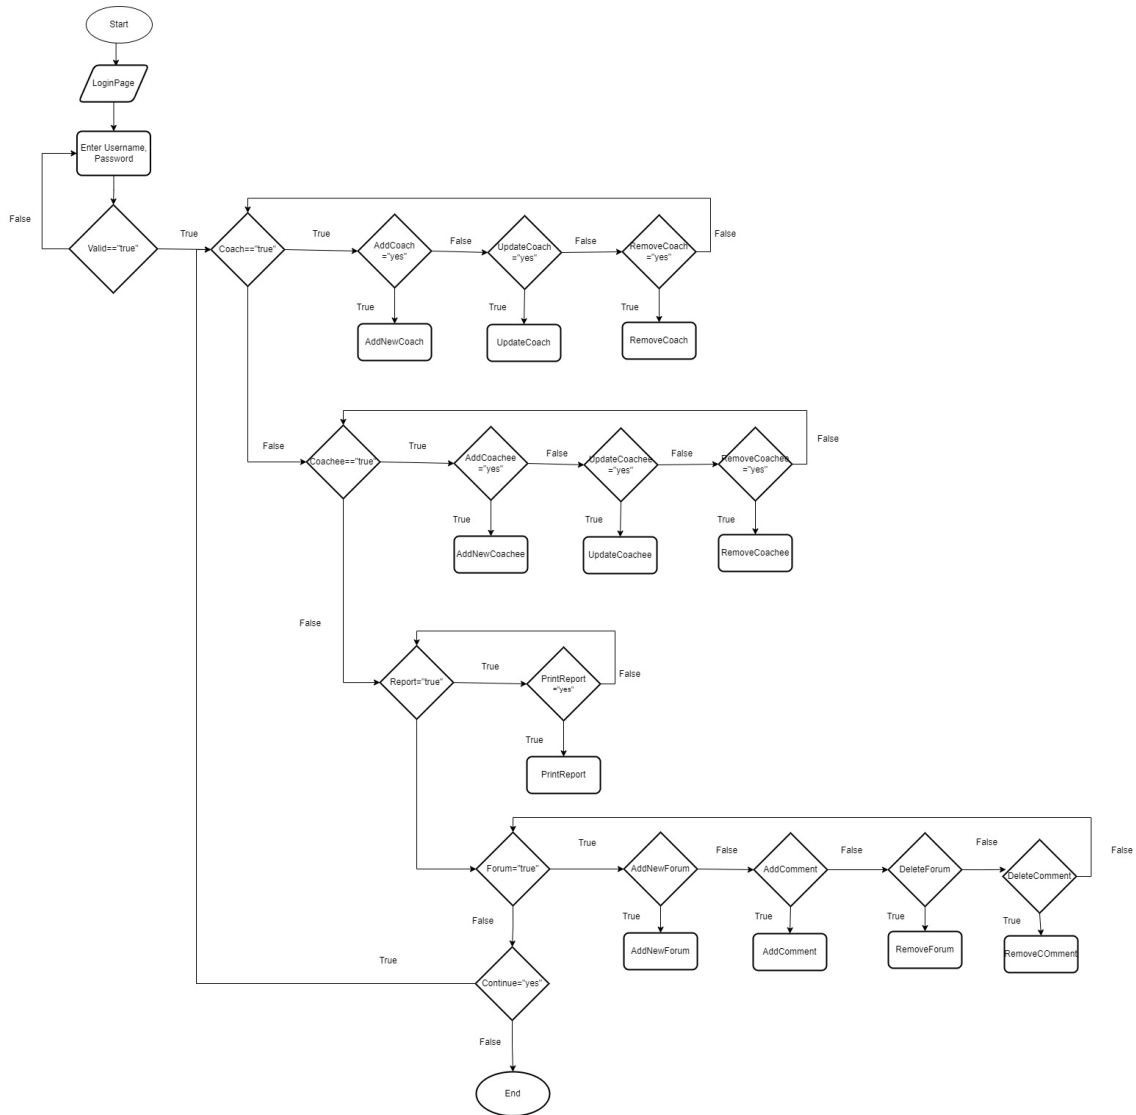 Start
LoginPage
Enter Username,
Password
False
Valid=="true"
True
Coach=="true"
True
AddCoach
="yes"
False
UpdateCoach
="yes"
False
RemoveCoach
="yes"
False
True
AddNewCoach
True
UpdateCoach
True
RemoveCoach
False
Coachee=="true"
True
AddCoachee
="yes"
False
UpdateCoachee
="yes"
False
RemoveCoachee
="yes"
False
True
AddNewCoachee
True
UpdateCoachee
True
RemoveCoachee
False
Report="true"
True
PrintReport
="yes"
False
True
PrintReport
Forum="true"
True
AddNewForum
False
AddComment
False
DeleteForum
False
DeleteComment
False
True
AddNewForum
True
AddComment
True
RemoveForum
True
RemoveCOmment
False
True
Continue="yes"
False
End